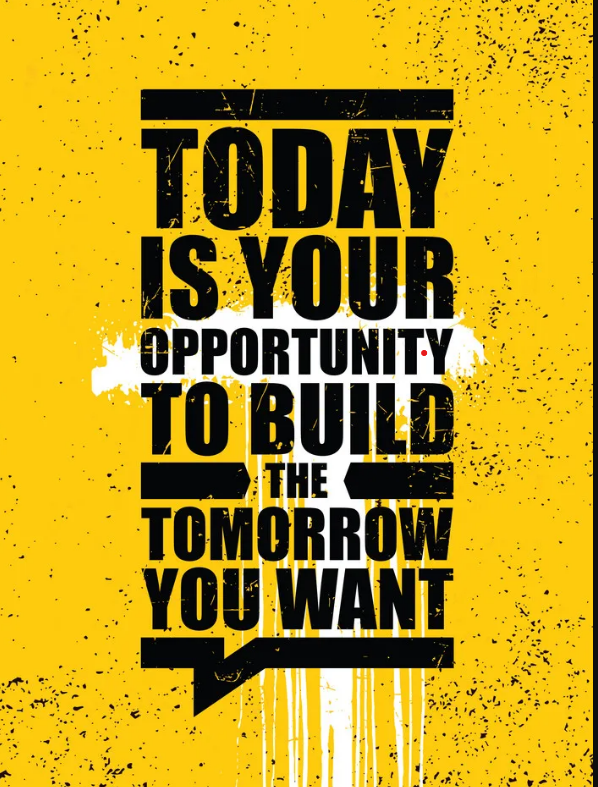 TODAY
IS YOUR
OPPORTUNITY
TO BUILD
THE
TOMORROW
YOU WANT